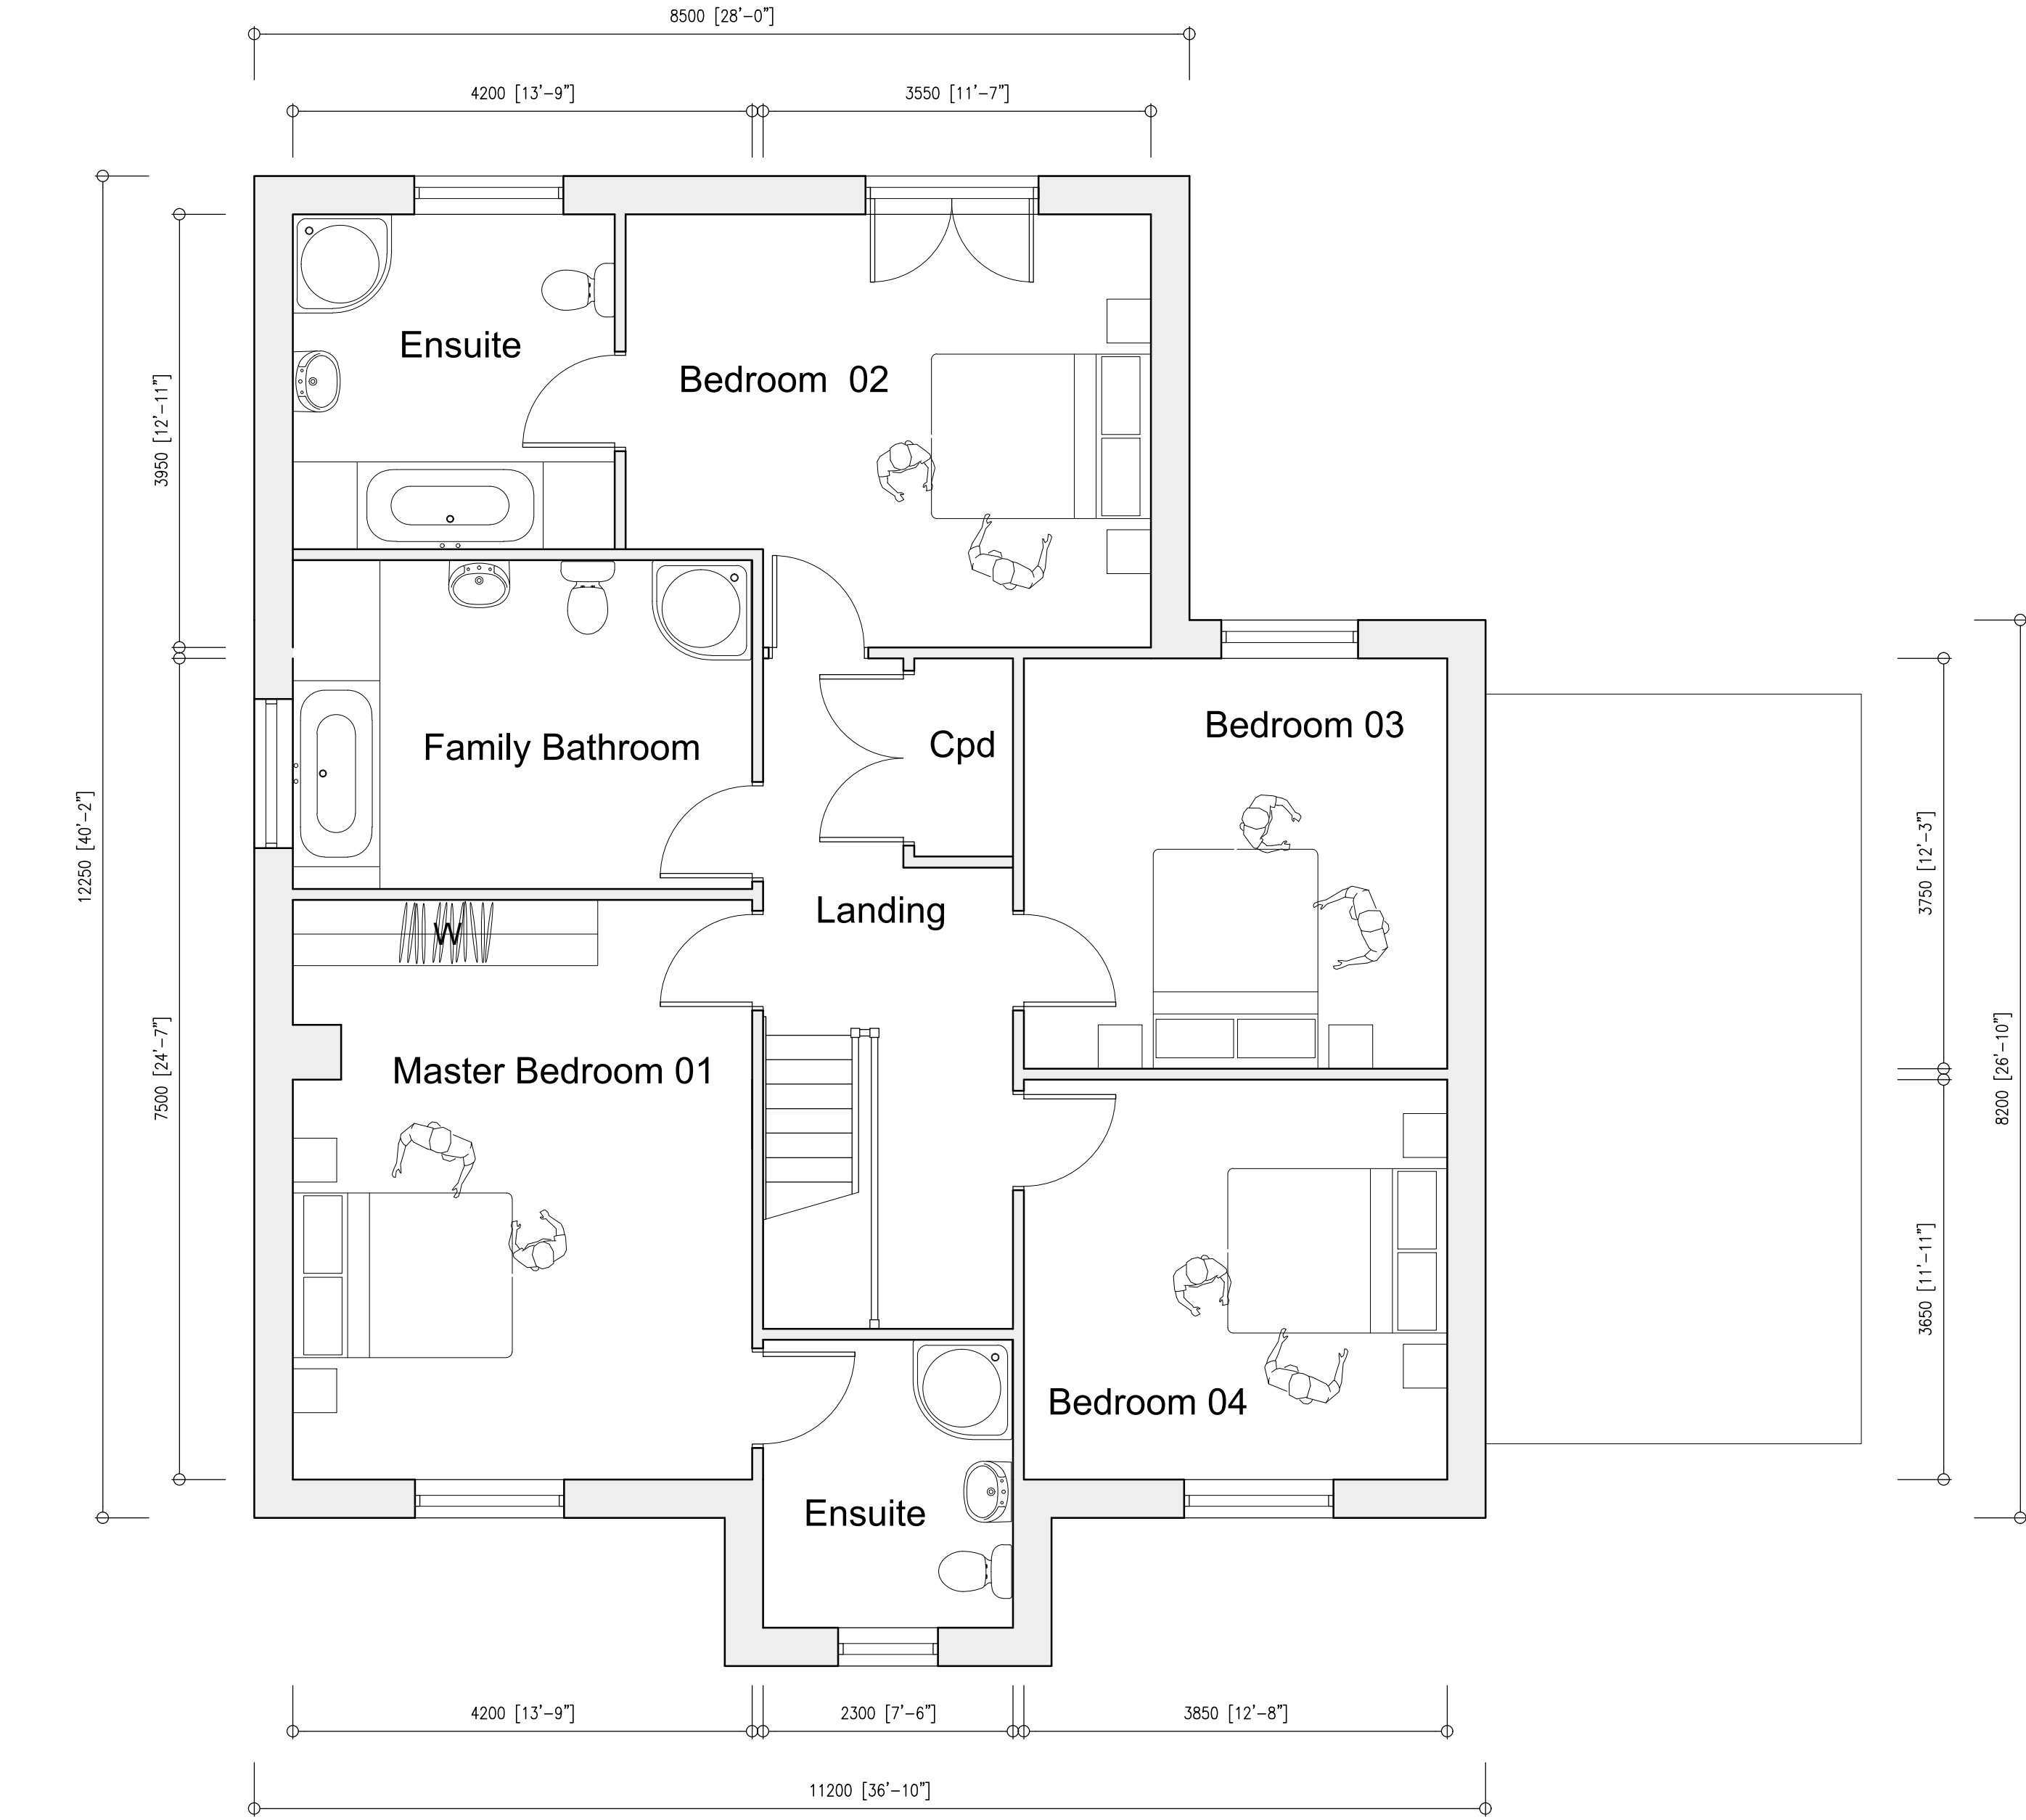 8500 [28'-0"]
4200 [13'-9"]
3550 [11'-7"]
Ensuite
Bedroom 02
3950 [12'-11"]
Bedroom 03
Family Bathroom
Cpd
12250 [40'-2"]
3750 [12'-3"]
Landing
W
Master Bedroom 01
7500 [24'-7"]
8200 [26'-10"]
3650 [11'-11"]
Bedroom 04
Ensuite
4200 [13'-9"]
2300 [7'-6"]
3850 [12'-8"]
11200 [36'-10"]